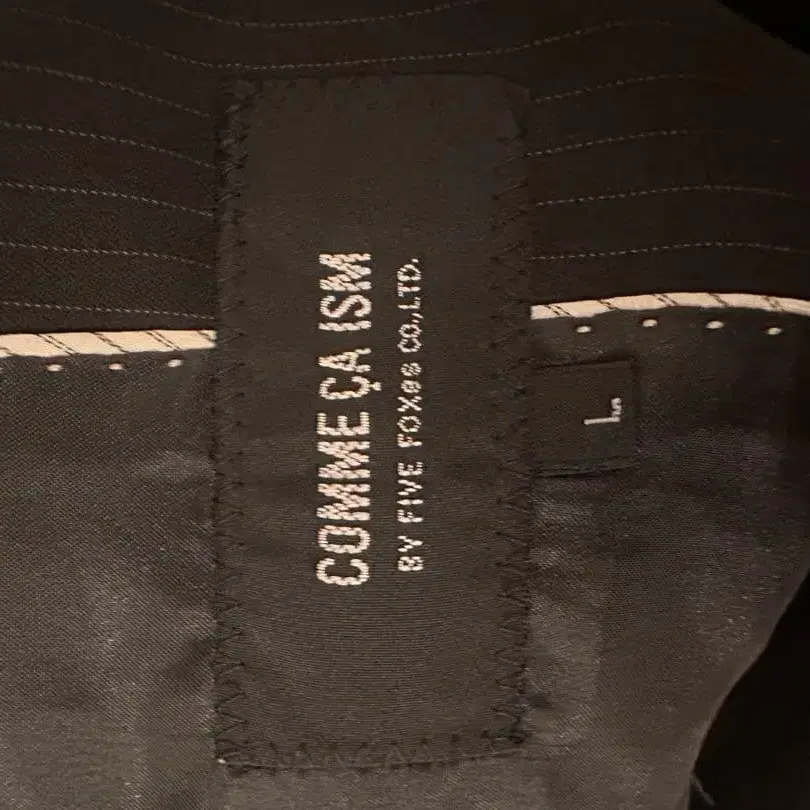 COMME ÇA ISM
BY FIVE FOXes CO.,LTD.
L